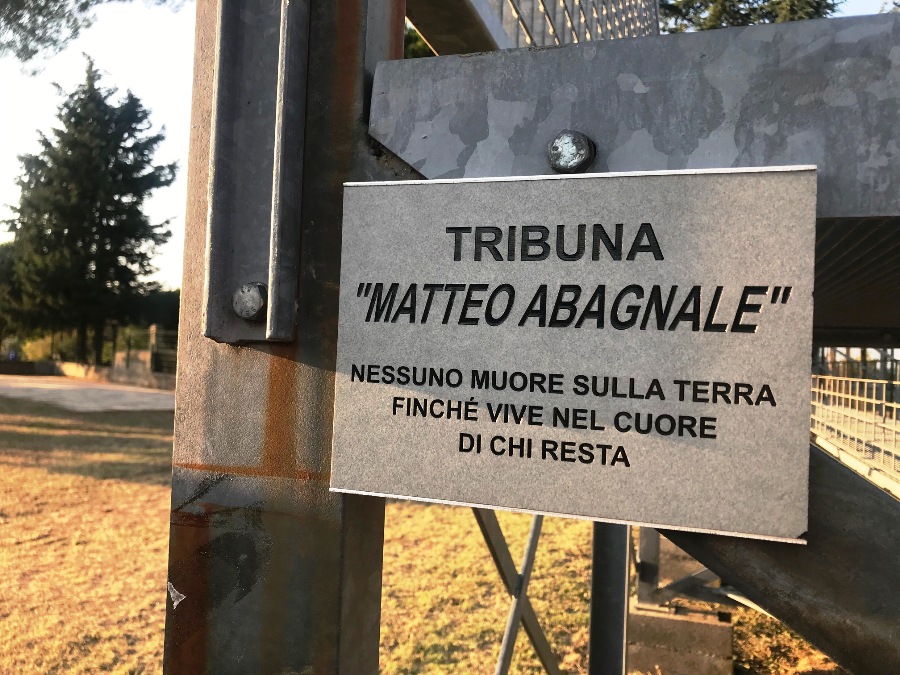 TRIBUNA
"MATTEO ABAGNALE"
NESSUNO MUORE SULLA TERRA
FINCHÉ VIVE NEL CUORE
DI CHI RESTA